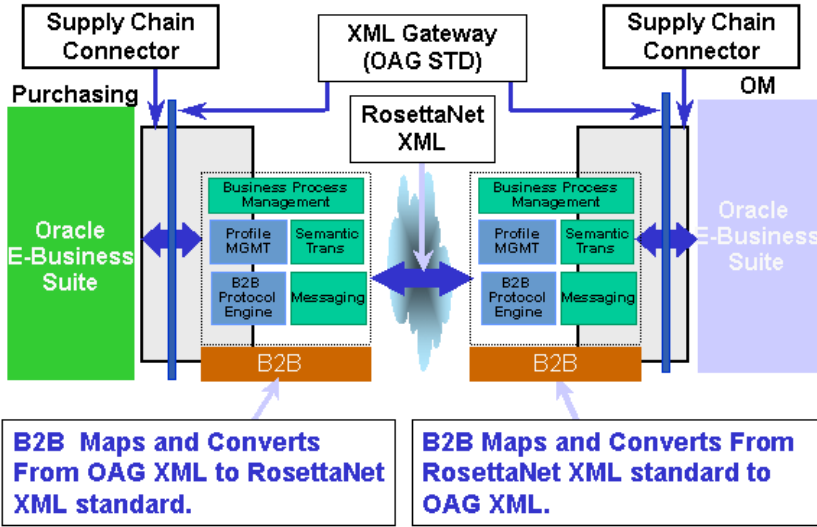 Supply Chain
Connector
XML Gateway
(OAG STD)
Supply Chain
Connector
Purchasing
OM
RosettaNet
XML
Oracle
E-Business
Suite
Business Process
Management
Profile
MGMT
Semantic
Trans
B2B
Protocol
Engine
Messaging
B2B
Business Process
Management
Profile
MGMT
Semantic
Trans
B2B
Protocol
Engine
Messaging
B2B
Oracle
E-Business
Suite
B2B Maps and Converts
From OAG XML to RosettaNet
XML standard.
B2B Maps and Converts From
RosettaNet XML standard to
OAG XML.